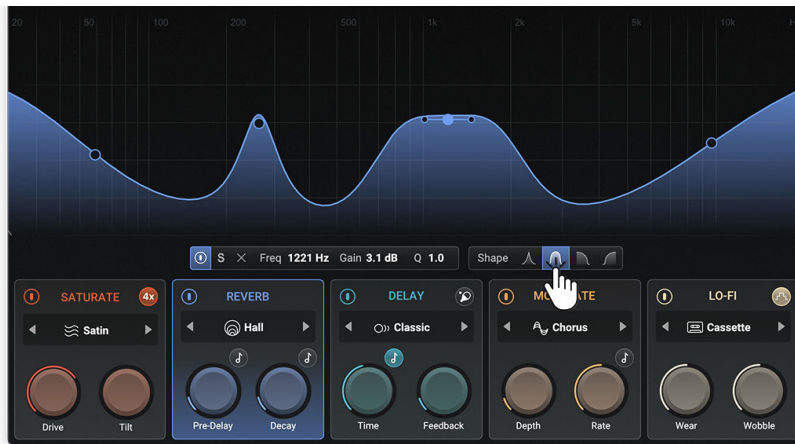 20 50 100 200 500 1k 2k 5k 10k
S Freq 1221 Hz Gain 3.1 dB Q 1.0 Shape
SATURATE 4x REVERB DELAY LO-FI
Satin Hall Classic Chorus Cassette
Drive Tilt Pre-Delay Decay Time Feedback Depth Rate Wear Wobble